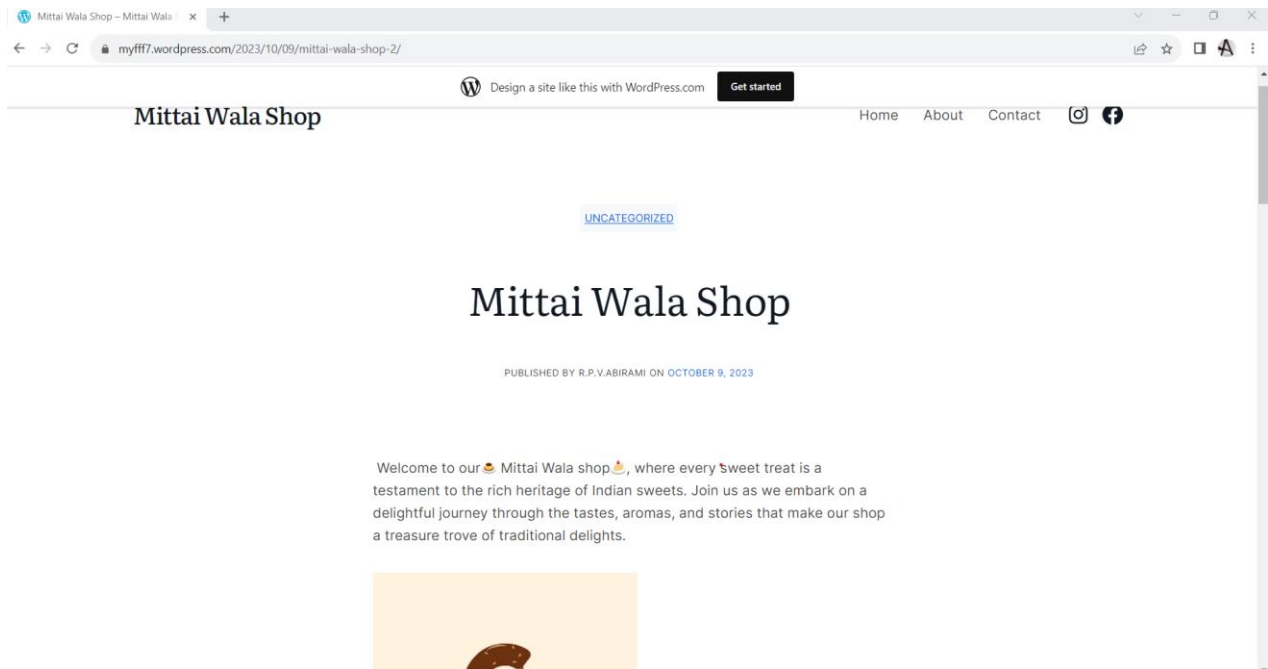 Mittai Wala Shop – Mittai Wala
myfff7.wordpress.com/2023/10/09/mittai-wala-shop-2/
Design a site like this with WordPress.com Get started
Mittai Wala Shop Home About Contact
UNCATEGORIZED
Mittai Wala Shop
PUBLISHED BY R.P.V.ABIRAMI ON OCTOBER 9, 2023
Welcome to our🍮 Mittai Wala shop🍰, where every sweet treat is a
testament to the rich heritage of Indian sweets. Join us as we embark on a
delightful journey through the tastes, aromas, and stories that make our shop
a treasure trove of traditional delights.